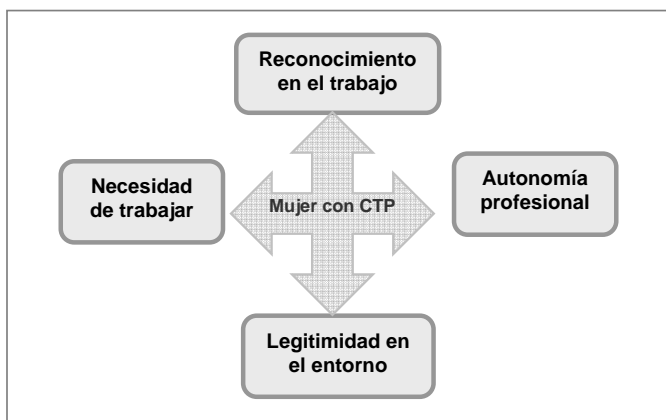 Reconocimiento
en el trabajo
Necesidad
de trabajar
Mujer con CTP
Autonomía
profesional
Legitimidad en
el entorno